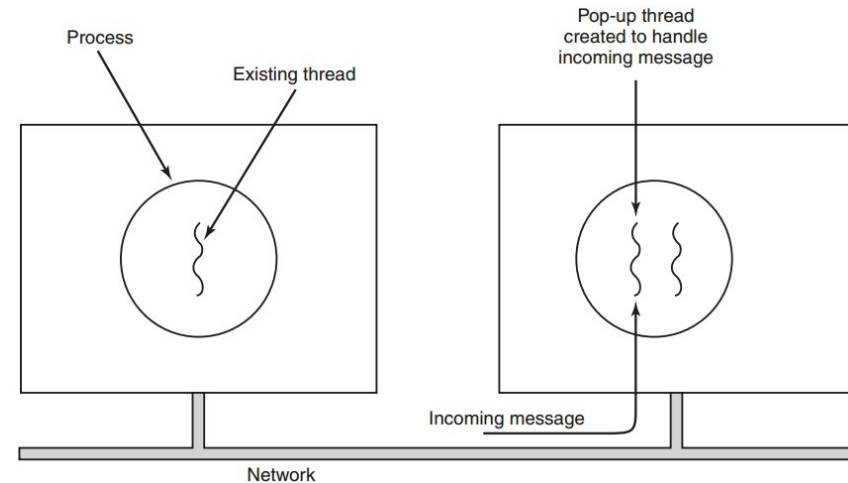 Process
Existing thread
Pop-up thread
created to handle
incoming message
Incoming message
Network